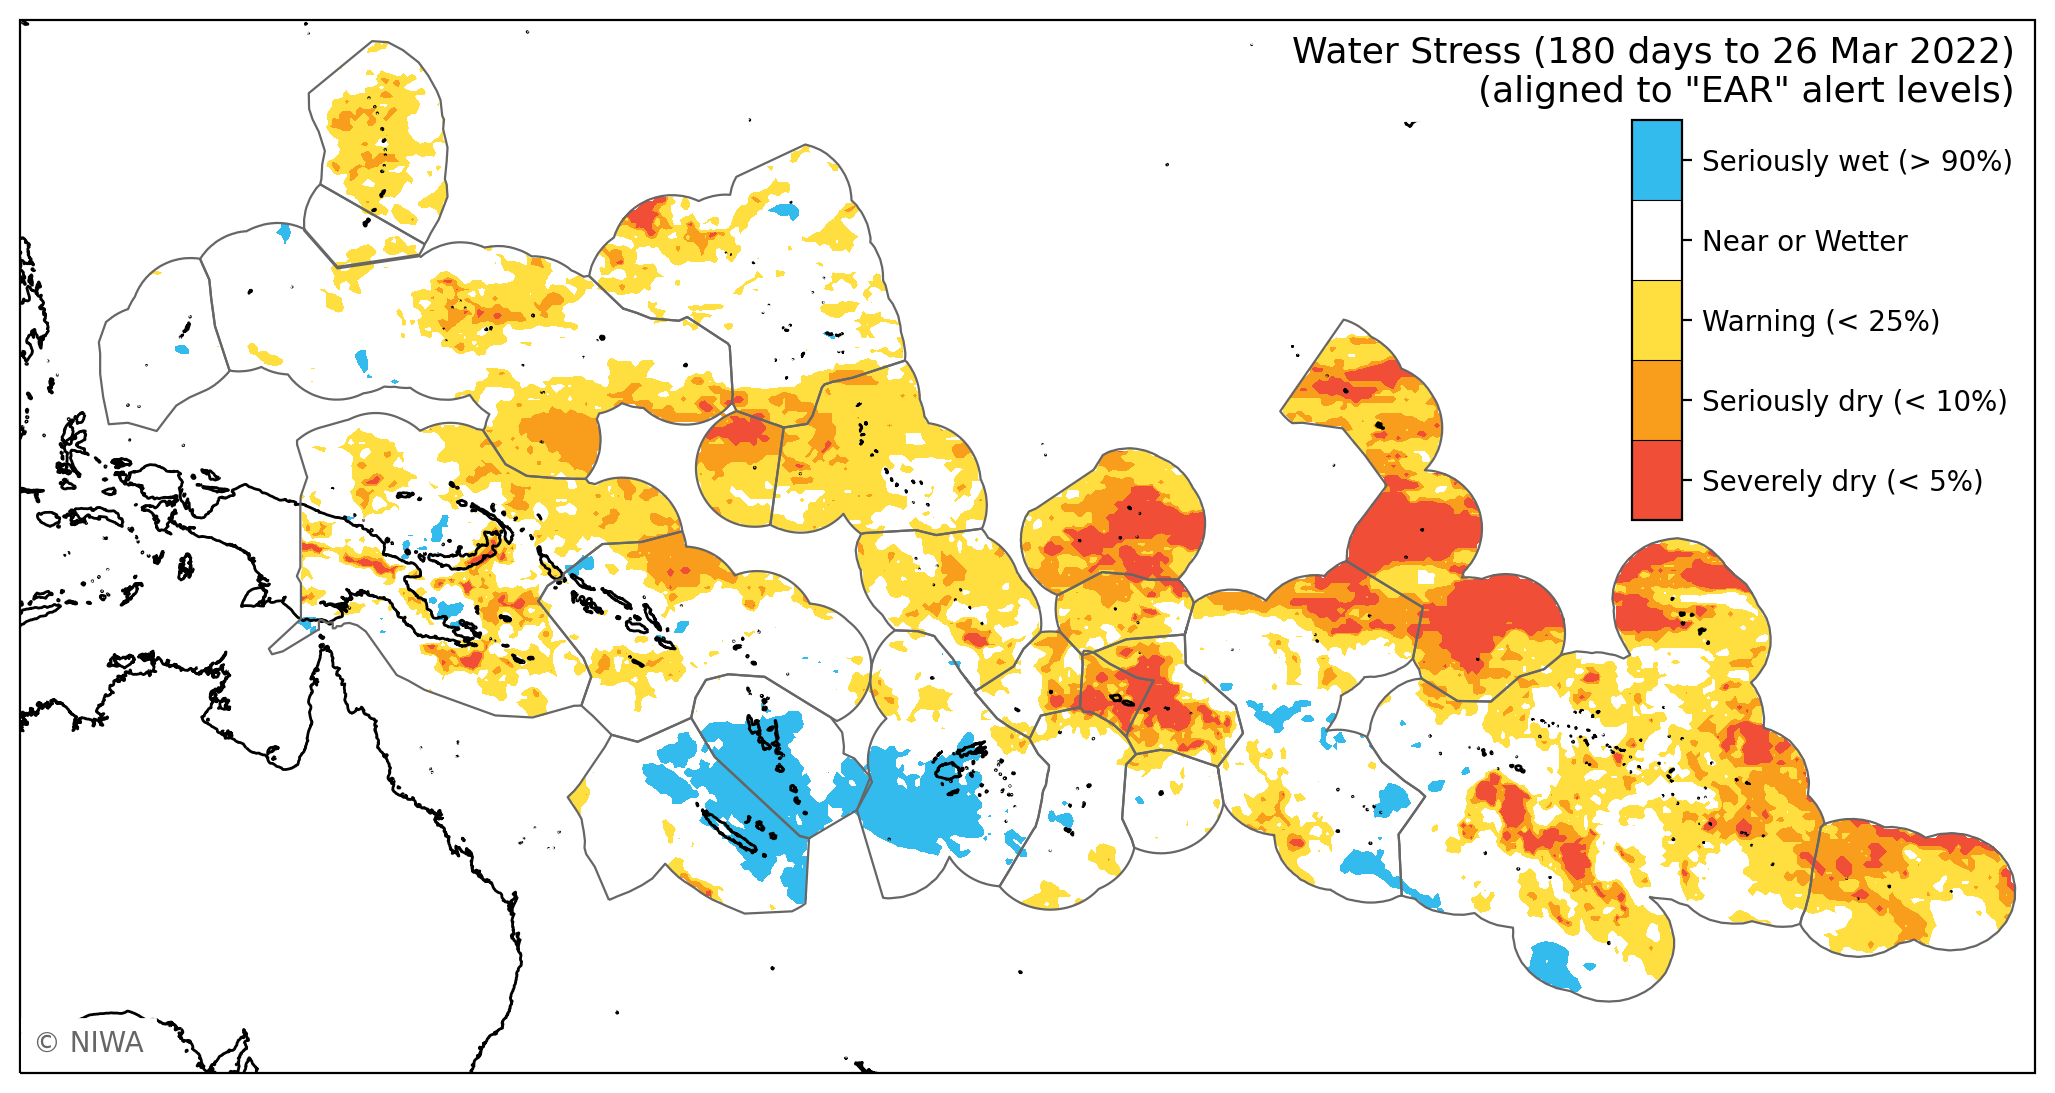 Water Stress (180 days to 26 Mar 2022)
(aligned to "EAR" alert levels)
Seriously wet (> 90%)
Near or Wetter
Warning (< 25%)
Seriously dry (< 10%)
Severely dry (< 5%)
© NIWA